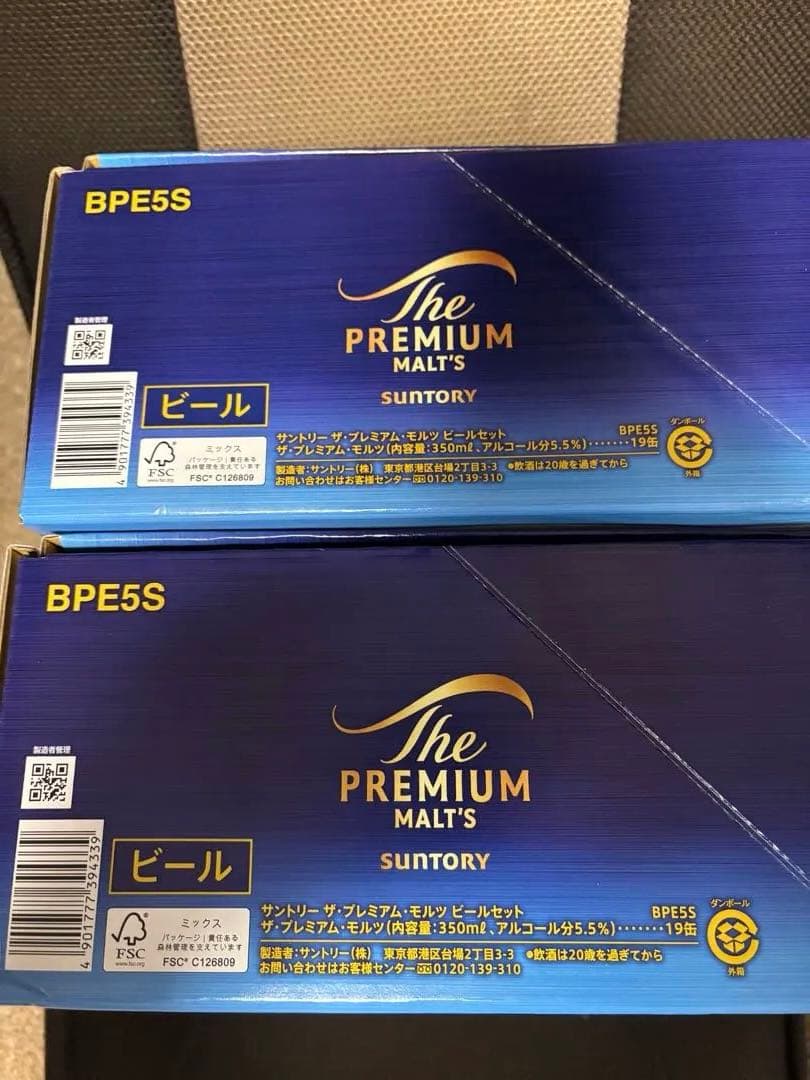 BPE5S
The
PREMIUM
MALT'S
SUNTORY
製造者管理
ビール
4 901777 394339
FSC
www.fsc.org
ミックス
パッケージ|責任ある
森林管理を支えています
FSC® C126809
サントリー ザ・プレミアム・モルツ ビールセット BPE5S
ザ・プレミアム・モルツ(内容量:350mℓ、アルコール分5.5%)・・・・・・・19缶
製造者:サントリー(株) 東京都港区台場2丁目3-3 ●飲酒は20歳を過ぎてから
お問い合わせはお客様センター 0120-139-310
ダンボール
外箱
BPE5S
The
PREMIUM
MALT'S
SUNTORY
製造者管理
ビール
4 901777 394339
FSC
www.fsc.org
ミックス
パッケージ|責任ある
森林管理を支えています
FSC® C126809
サントリー ザ・プレミアム・モルツ ビールセット BPE5S
ザ・プレミアム・モルツ(内容量:350mℓ、アルコール分5.5%)・・・・・・・19缶
製造者:サントリー(株) 東京都港区台場2丁目3-3 ●飲酒は20歳を過ぎてから
お問い合わせはお客様センター 0120-139-310
ダンボール
外箱